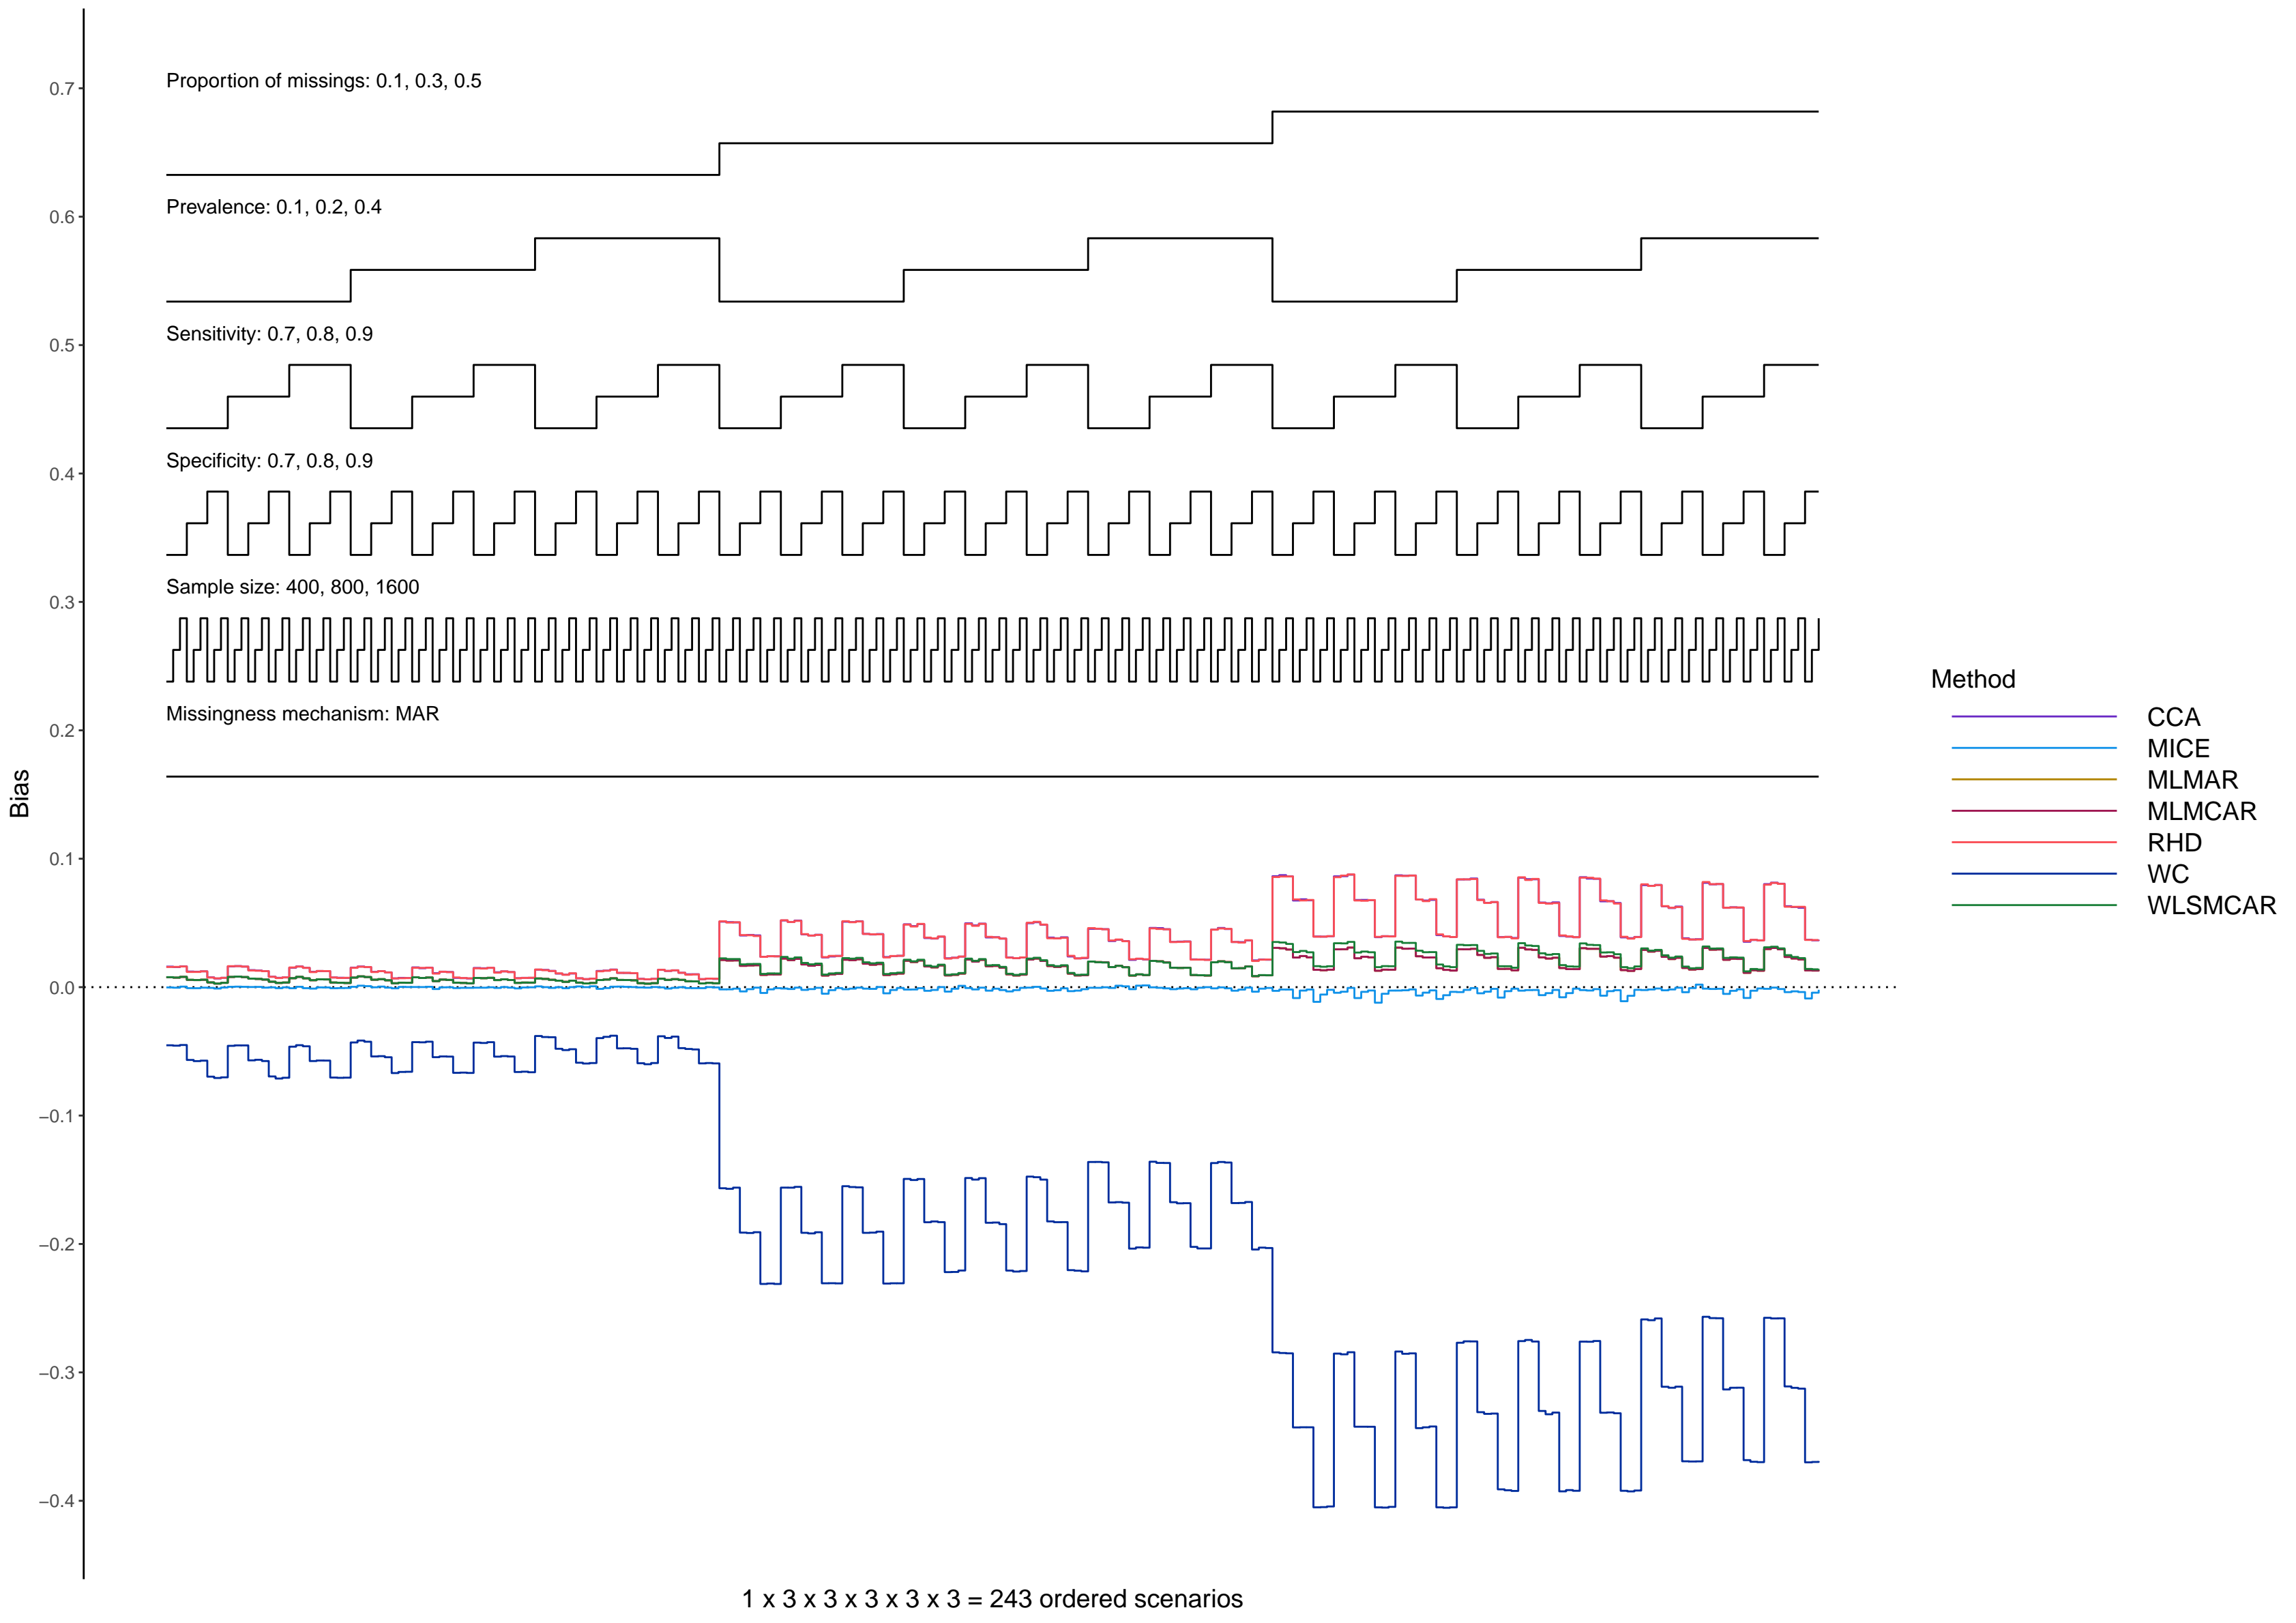 0.7
Proportion of missings: 0.1, 0.3, 0.5
0.6
Prevalence: 0.1, 0.2, 0.4
0.5
Sensitivity: 0.7, 0.8, 0.9
0.4
Specificity: 0.7, 0.8, 0.9
0.3
Sample size: 400, 800, 1600
0.2
Missingness mechanism: MAR
0.1
0.0
−0.1
−0.2
−0.3
−0.4
Bias
1 x 3 x 3 x 3 x 3 x 3 = 243 ordered scenarios
Method
CCA
MICE
MLMAR
MLMCAR
RHD
WC
WLSMCAR